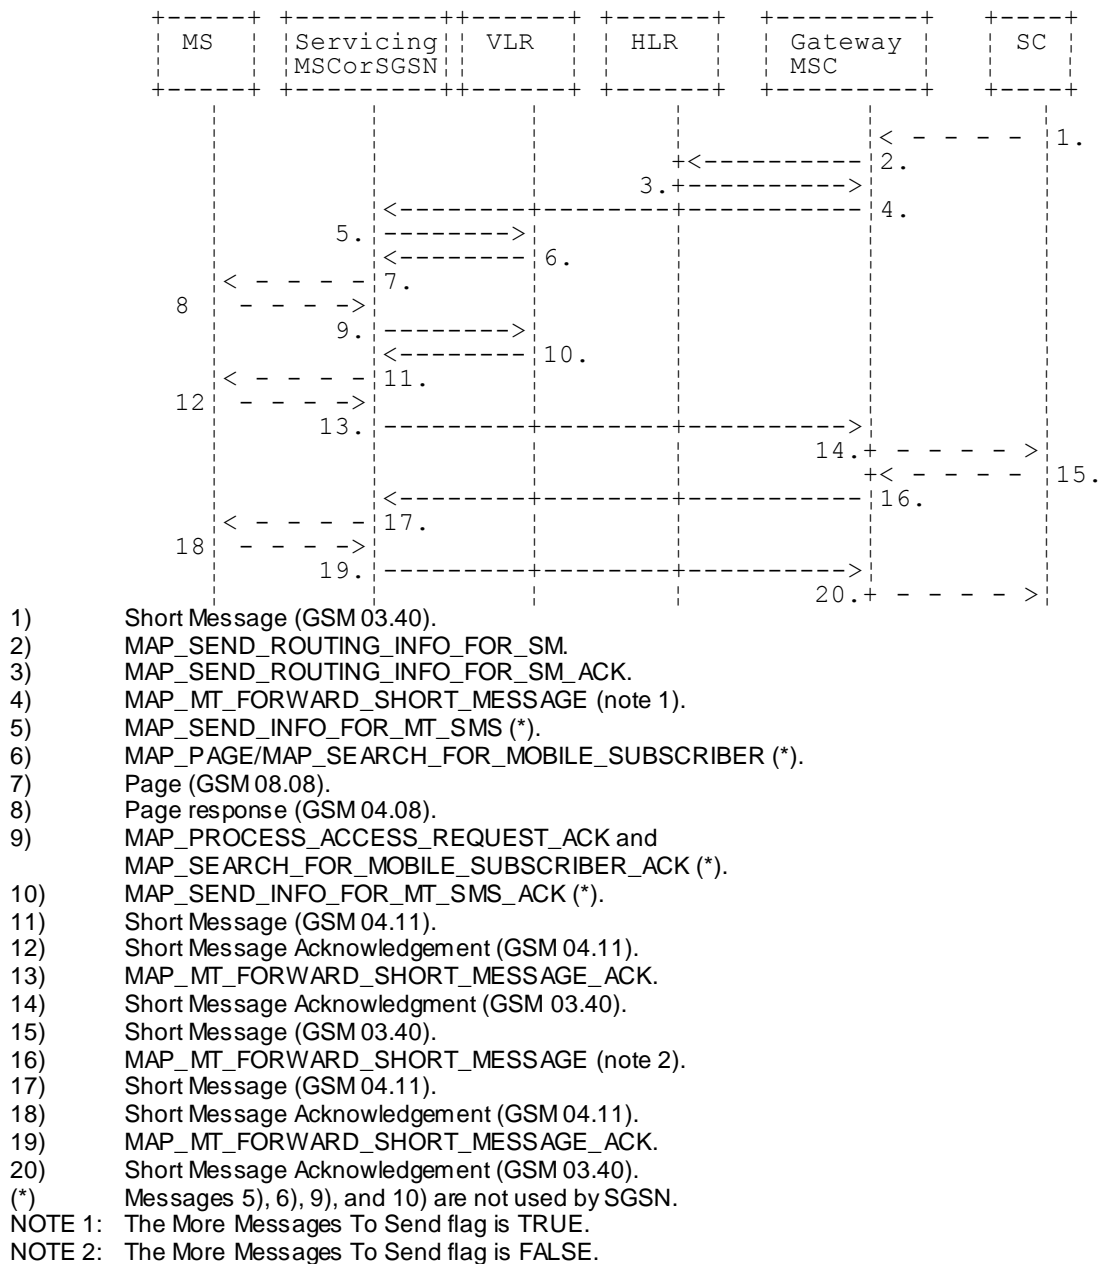 +-----+ +---------++------+ +------+ +---------+ +----+
¦ MS ¦ ¦Servicing¦¦ VLR ¦ ¦ HLR ¦ ¦ Gateway ¦ ¦ SC ¦
¦ ¦ ¦MSCorSGSN¦¦ ¦ ¦ ¦ ¦ MSC ¦ ¦ ¦
+-----+ +---------++------+ +------+ +---------+ +----+
¦< - - - - ¦1.
+<----------¦2.
3.+---------->¦
¦<--------+--------+-----------¦4.
5.¦-------->¦
¦<--------¦6.
¦< - - - -¦7.
8 ¦ - - - ->¦
9.¦-------->¦
¦<--------¦10.
¦< - - - -¦11.
12¦ - - - ->¦
13.¦---------+--------+---------->¦
14.+ - - - - >¦
+< - - - - ¦15.
¦<--------+--------+-----------¦16.
¦< - - - -¦17.
18¦ - - - ->¦
19.¦---------+--------+---------->¦
20.+ - - - - >¦
1) Short Message (GSM 03.40).
2) MAP_SEND_ROUTING_INFO_FOR_SM.
3) MAP_SEND_ROUTING_INFO_FOR_SM_ACK.
4) MAP_MT_FORWARD_SHORT_MESSAGE (note 1).
5) MAP_SEND_INFO_FOR_MT_SMS (*).
6) MAP_PAGE/MAP_SEARCH_FOR_MOBILE_SUBSCRIBER (*).
7) Page (GSM 08.08).
8) Page response (GSM 04.08).
9) MAP_PROCESS_ACCESS_REQUEST_ACK and
MAP_SEARCH_FOR_MOBILE_SUBSCRIBER_ACK (*).
10) MAP_SEND_INFO_FOR_MT_SMS_ACK (*).
11) Short Message (GSM 04.11).
12) Short Message Acknowledgement (GSM 04.11).
13) MAP_MT_FORWARD_SHORT_MESSAGE_ACK.
14) Short Message Acknowledgment (GSM 03.40).
15) Short Message (GSM 03.40).
16) MAP_MT_FORWARD_SHORT_MESSAGE (note 2).
17) Short Message (GSM 04.11).
18) Short Message Acknowledgement (GSM 04.11).
19) MAP_MT_FORWARD_SHORT_MESSAGE_ACK.
20) Short Message Acknowledgement (GSM 03.40).
(*) Messages 5), 6), 9), and 10) are not used by SGSN.
NOTE 1: The More Messages To Send flag is TRUE.
NOTE 2: The More Messages To Send flag is FALSE.